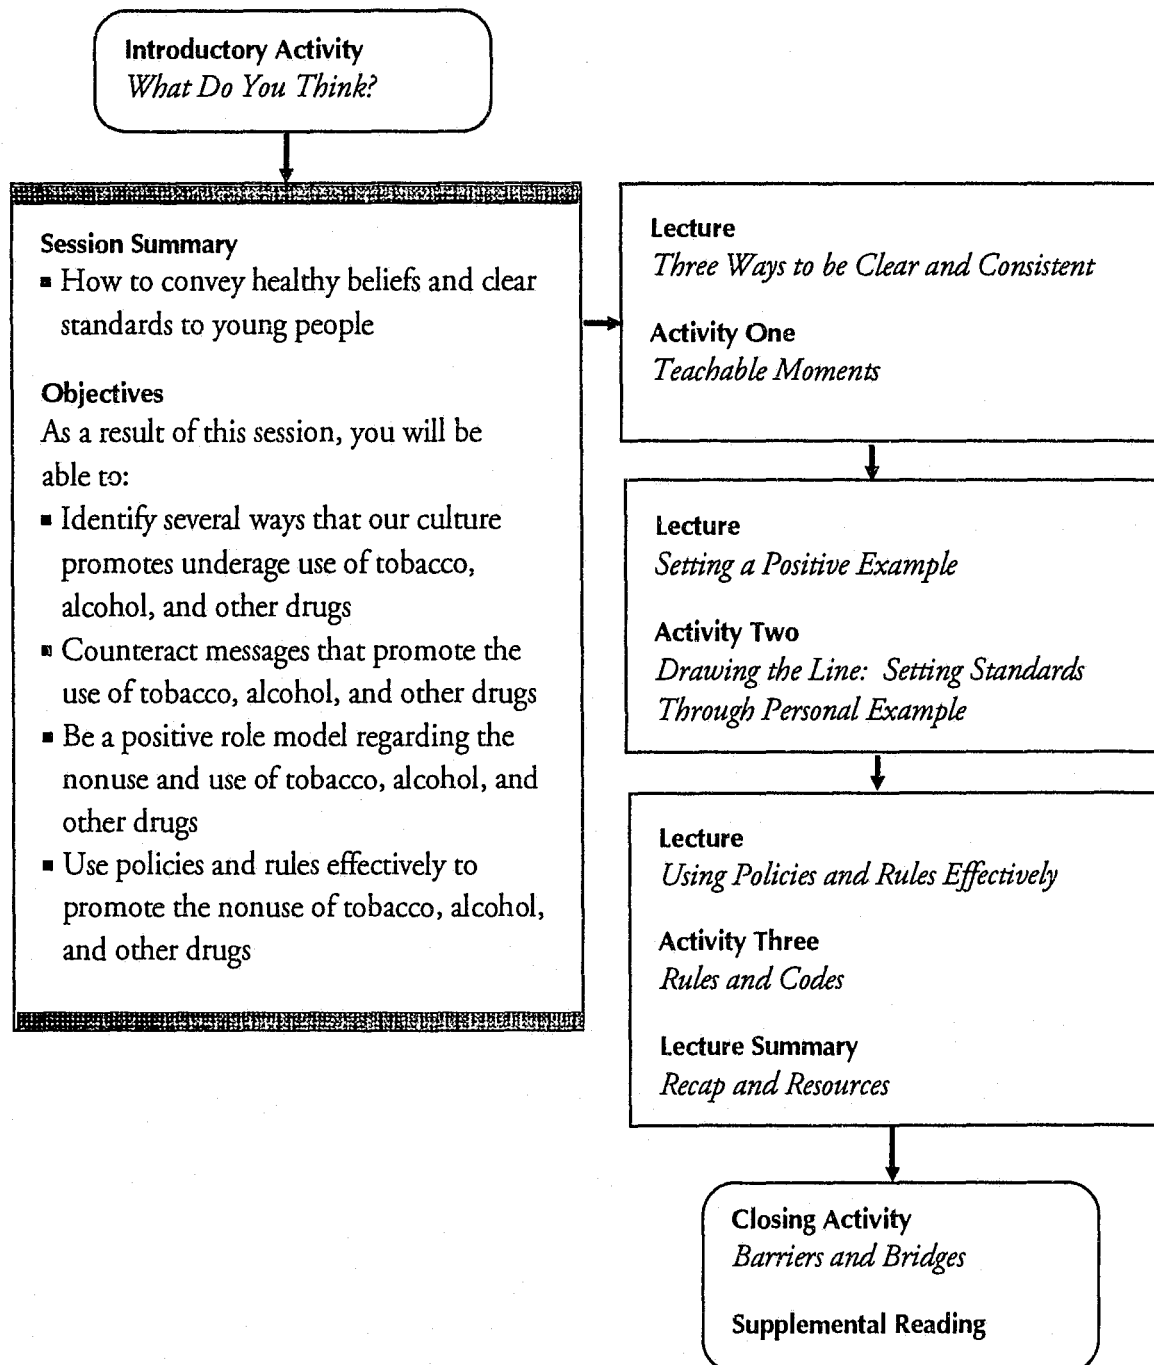 Introductory Activity
What Do You Think?
Session Summary
▪ How to convey healthy beliefs and clear
standards to young people
Objectives
As a result of this session, you will be
able to:
▪ Identify several ways that our culture
promotes underage use of tobacco,
alcohol, and other drugs
▪ Counteract messages that promote the
use of tobacco, alcohol, and other drugs
▪ Be a positive role model regarding the
nonuse and use of tobacco, alcohol, and
other drugs
▪ Use policies and rules effectively to
promote the nonuse of tobacco, alcohol,
and other drugs
Lecture
Three Ways to be Clear and Consistent
Activity One
Teachable Moments
Lecture
Setting a Positive Example
Activity Two
Drawing the Line: Setting Standards
Through Personal Example
Lecture
Using Policies and Rules Effectively
Activity Three
Rules and Codes
Lecture Summary
Recap and Resources
Closing Activity
Barriers and Bridges
Supplemental Reading